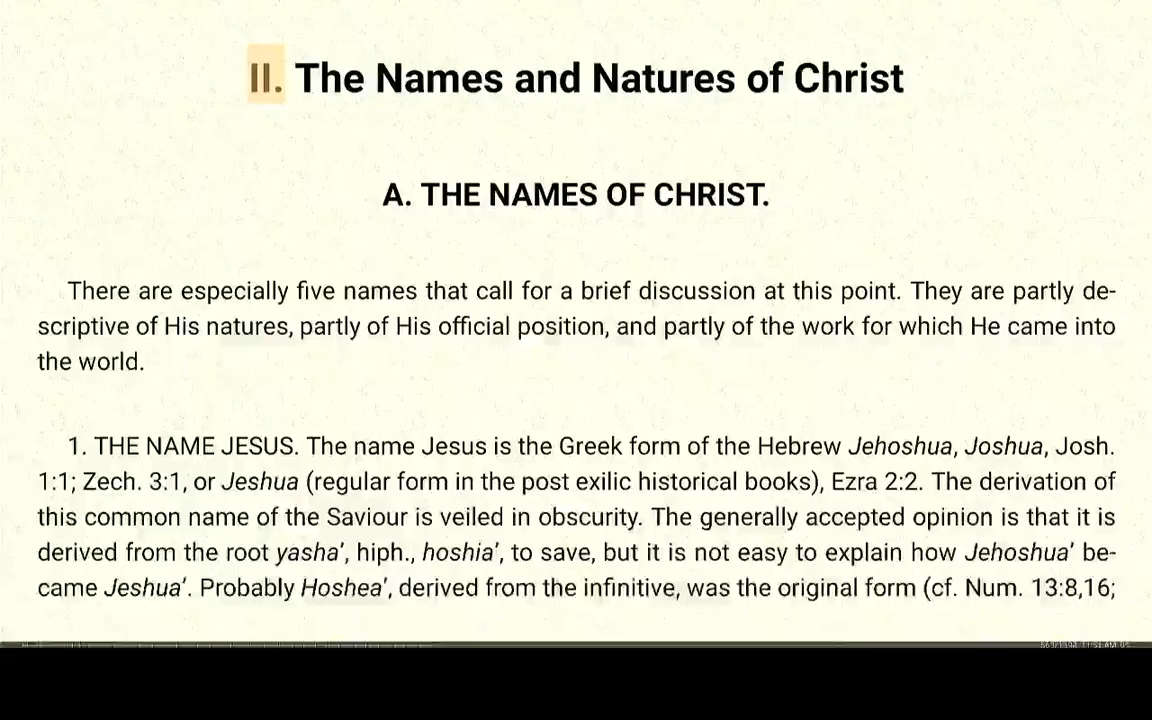 II. The Names and Natures of Christ
A. THE NAMES OF CHRIST.
There are especially five names that call for a brief discussion at this point. They are partly de-
scriptive of His natures, partly of His official position, and partly of the work for which He came into
the world.
1. THE NAME JESUS. The name Jesus is the Greek form of the Hebrew Jehoshua, Joshua, Josh.
1:1; Zech. 3:1, or Jeshua (regular form in the post exilic historical books), Ezra 2:2. The derivation of
this common name of the Saviour is veiled in obscurity. The generally accepted opinion is that it is
derived from the root yasha’, hiph., hoshia’, to save, but it is not easy to explain how Jehoshua’ be-
came Jeshua’. Probably Hoshea’, derived from the infinitive, was the original form (cf. Num. 13:8,16;